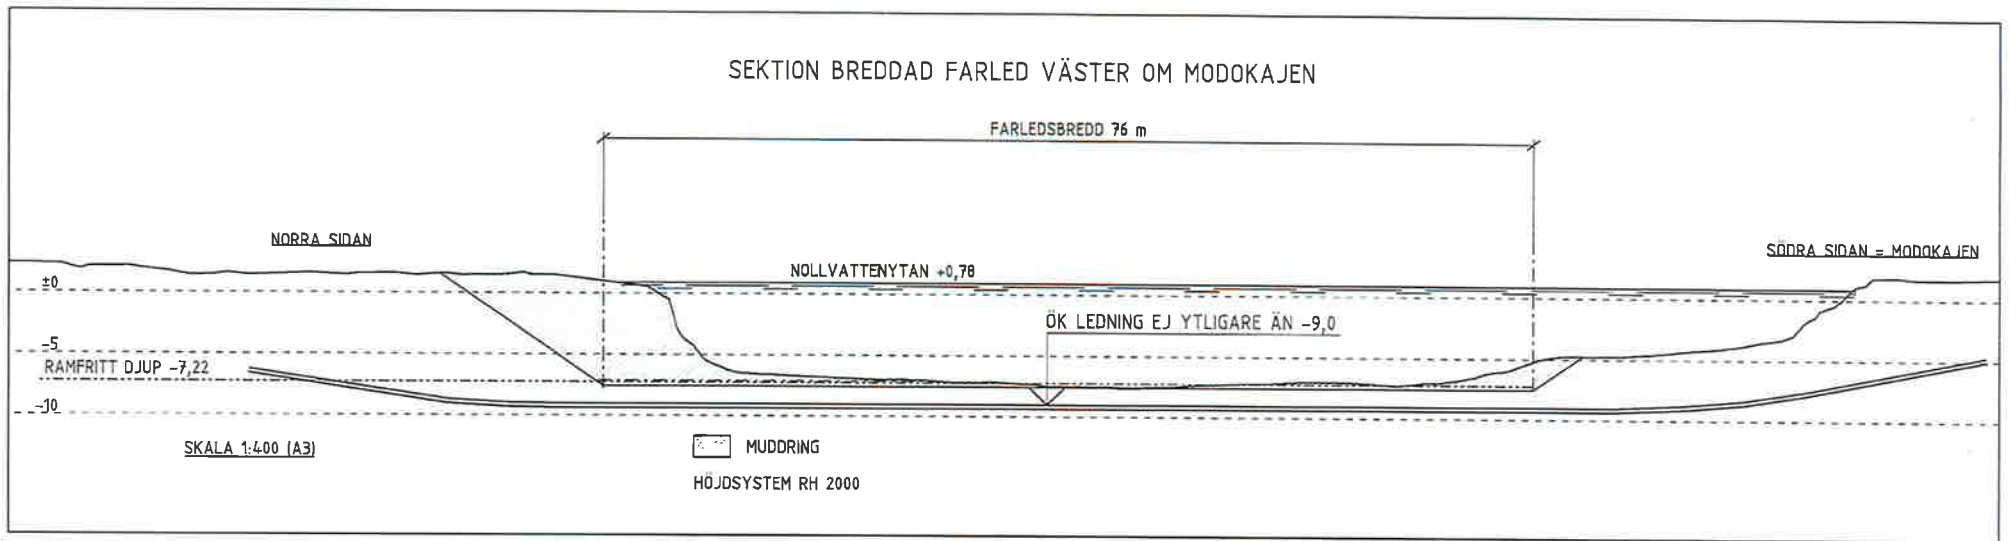 SEKTION BREDDAD FARLED VÄSTER OM MODOKAJEN
FARLEDSBREDD 76 m
NORRA SIDAN
SÖDRA SIDAN = MODOKAJEN
±0
NOLLVATTENYTAN +0,78
ÖK LEDNING EJ YTLIGARE ÄN -9,0
-5
RAMFRITT DJUP -7,22
-10
SKALA 1:400 (A3)
MUDDRING
HÖJDSYSTEM RH 2000